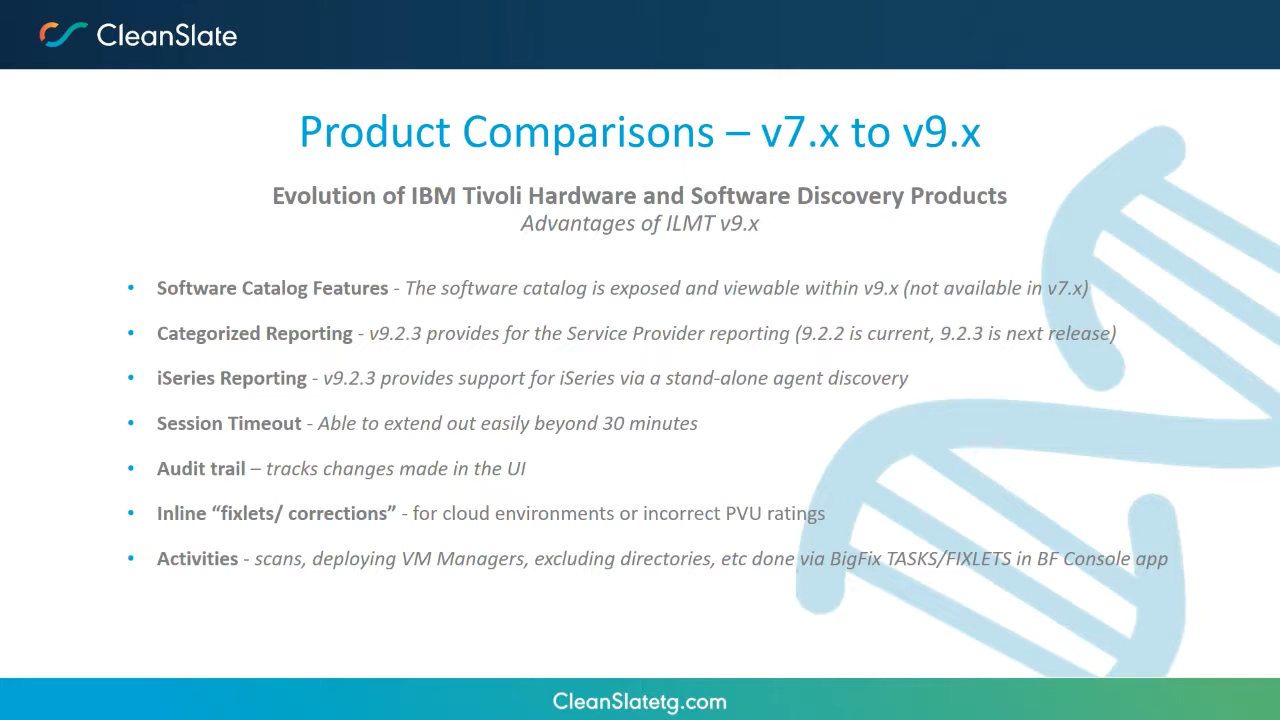 CleanSlate
Product Comparisons – v7.x to v9.x
Evolution of IBM Tivoli Hardware and Software Discovery Products
Advantages of ILMT v9.x
• Software Catalog Features - The software catalog is exposed and viewable within v9.x (not available in v7.x)
• Categorized Reporting - v9.2.3 provides for the Service Provider reporting (9.2.2 is current, 9.2.3 is next release)
• iSeries Reporting - v9.2.3 provides support for iSeries via a stand-alone agent discovery
• Session Timeout - Able to extend out easily beyond 30 minutes
• Audit trail – tracks changes made in the UI
• Inline “fixlets/ corrections” - for cloud environments or incorrect PVU ratings
• Activities - scans, deploying VM Managers, excluding directories, etc done via BigFix TASKS/FIXLETS in BF Console app
CleanSlatetg.com